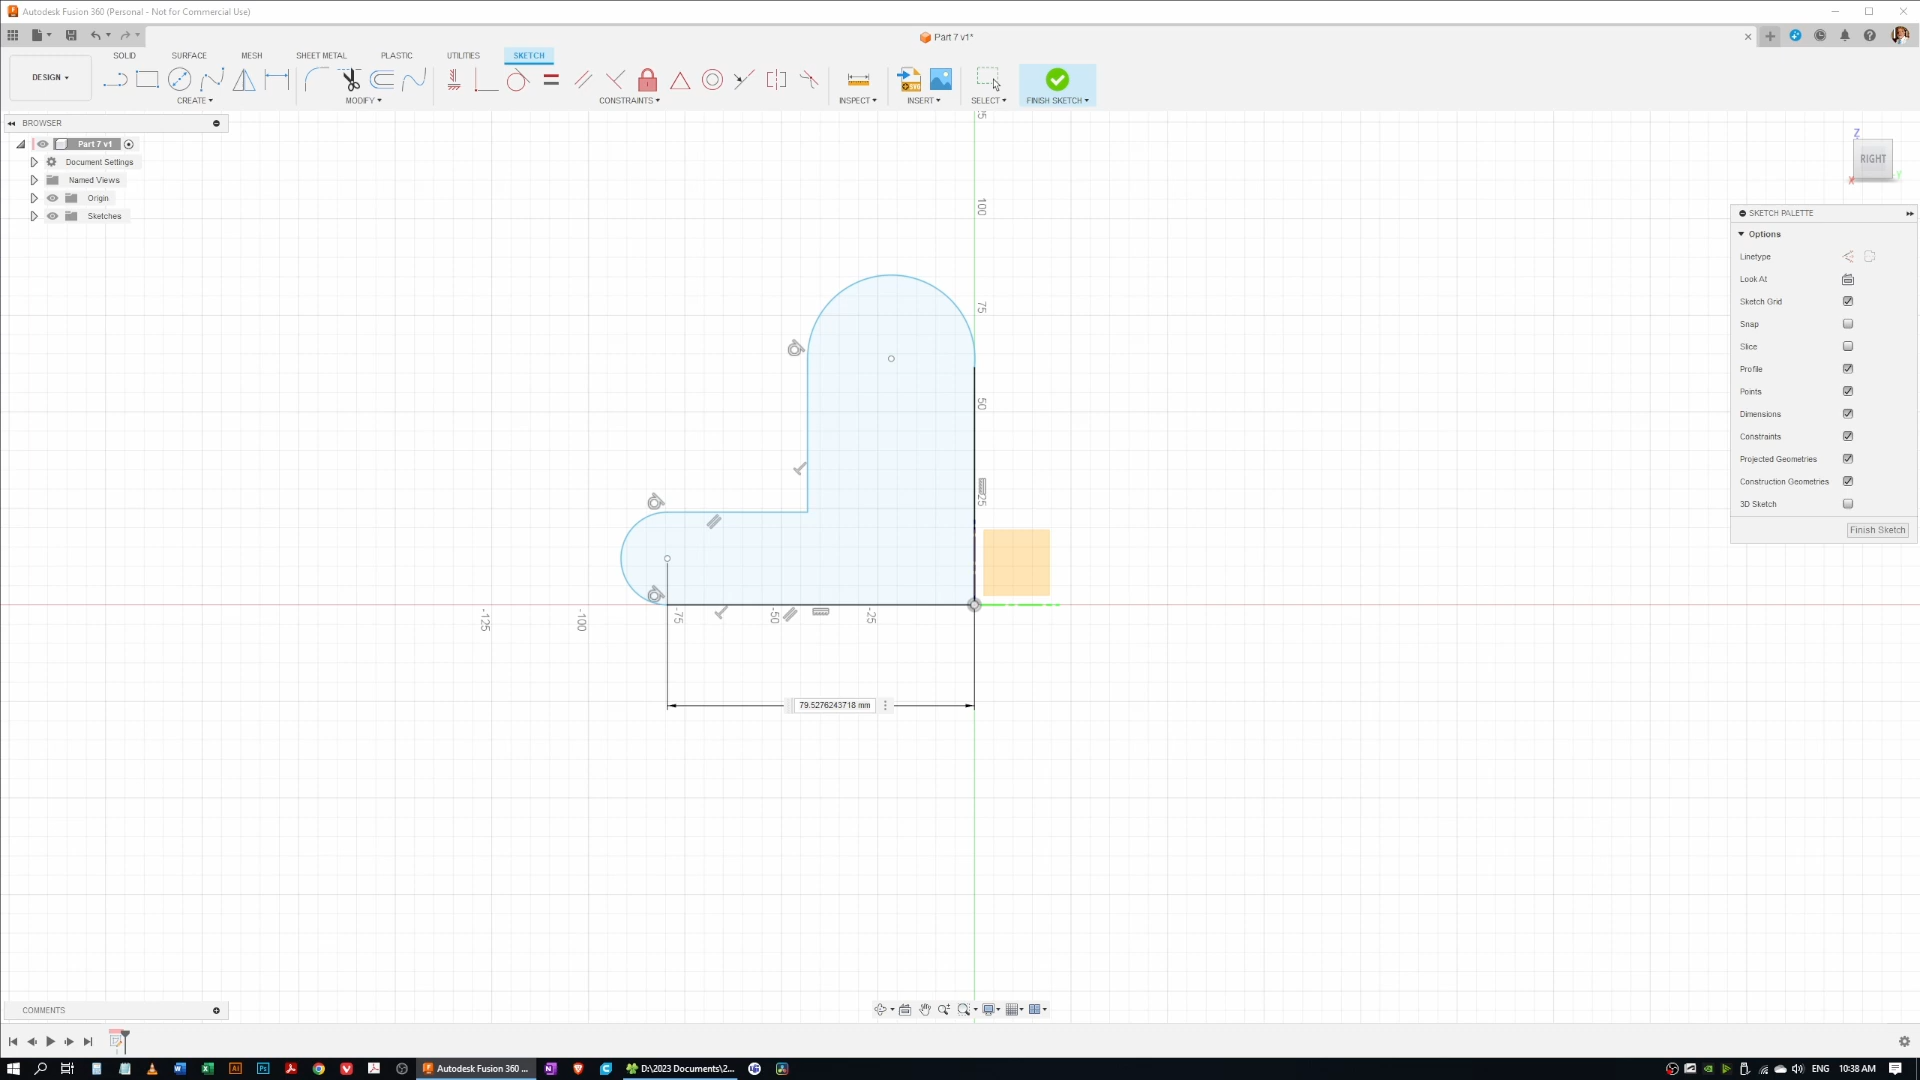 Autodesk Fusion 360 (Personal - Not for Commercial Use)
Part 7 v1*
DESIGN
SOLID
SURFACE
MESH
SHEET METAL
PLASTIC
UTILITIES
SKETCH
CREATE
MODIFY
CONSTRAINTS
INSPECT
INSERT
SELECT
FINISH SKETCH
BROWSER
Part 7 v1
Document Settings
Named Views
Origin
Sketches
Z
RIGHT
X
Y
SKETCH PALETTE
Options
Linetype
Look At
Sketch Grid
Snap
Slice
Profile
Points
Dimensions
Constraints
Projected Geometries
Construction Geometries
3D Sketch
Finish Sketch
100
75
50
25
-125
-100
-75
-50
-25
79.5276243718 mm
COMMENTS
Autodesk Fusion 360 ...
D:\2023 Documents\2...
ENG
10:38 AM